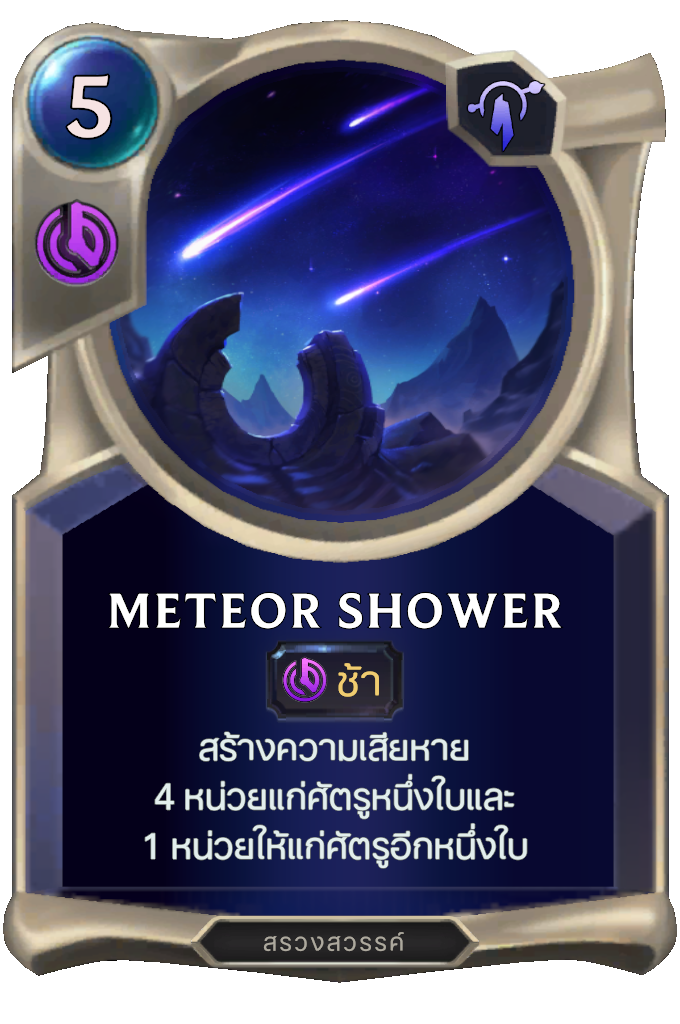 5
METEOR SHOWER
ช้า
สร้างความเสียหาย
4 หน่วยแก่ศัตรูหนึ่งใบและ
1 หน่วยให้แก่ศัตรูอีกหนึ่งใบ
สรวงสวรรค์